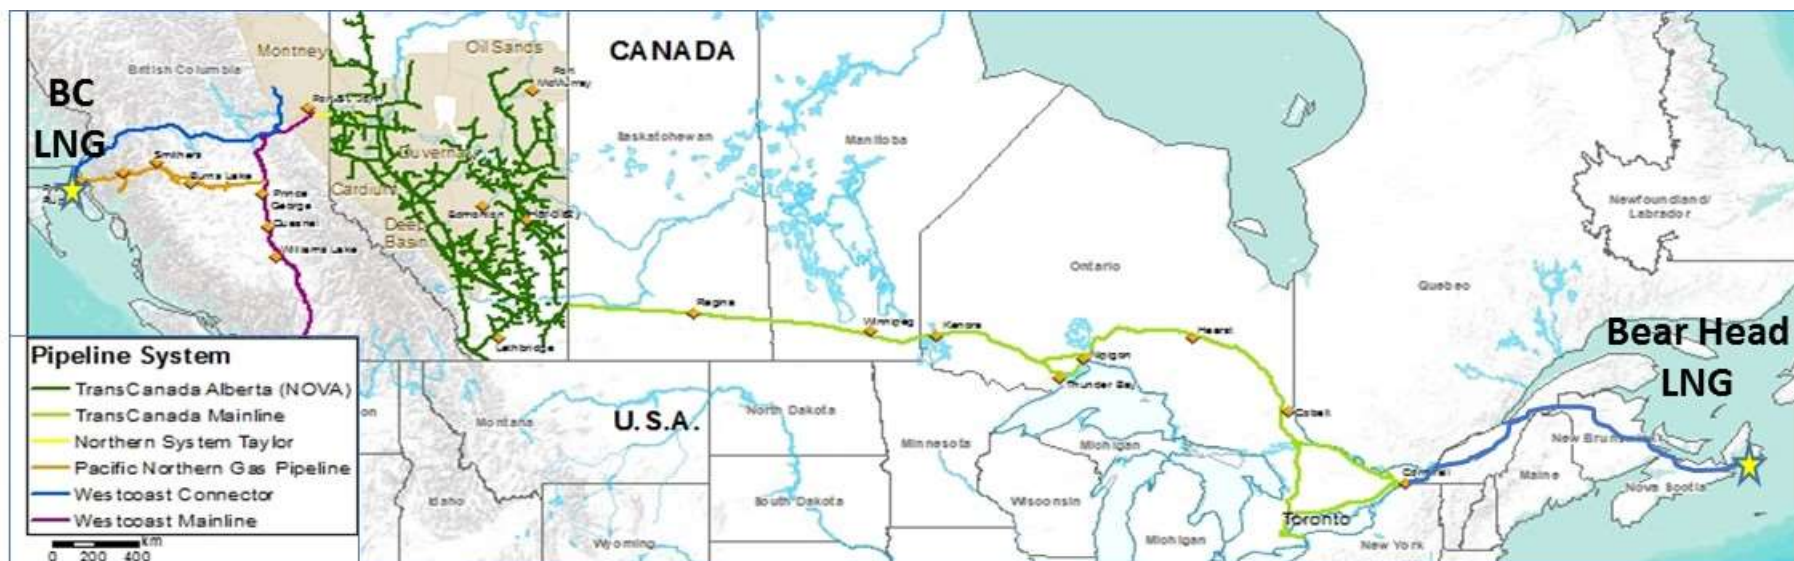 BC
LNG
British Columbia
Montney
Oil Sands
CANADA
Saskatchewan
Manitoba
Smithers
Burns Lake
Prince
George
Quesnel
Williams Lake
Duvernay
Cardium
Deep
Basin
Edmonton
Hardisty
Lethbridge
Regina
Winnipeg
Kenora
Ontario
Nipigon
Thunder Bay
Hearst
Quebec
Newfoundland/
Labrador
Bear Head
LNG
Pipeline System
TransCanada Alberta (NOVA)
TransCanada Mainline
Northern System Taylor
Pacific Northern Gas Pipeline
Westcoast Connector
Westcoast Mainline
km
0 200 400
Montana
U.S.A.
North Dakota
South Dakota
Minnesota
Wisconsin
Michigan
Michigan
Idaho
Wyoming
Toronto
New York
Maine
New Brunswick
Nova Scotia